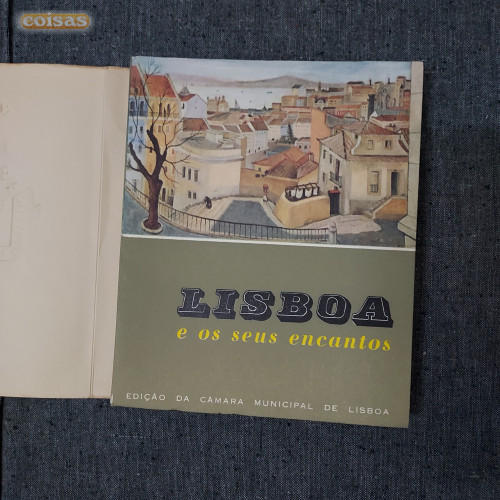 coisas
LISBOA
e os seus encantos
EDIÇÃO DA CÂMARA MUNICIPAL DE LISBOA